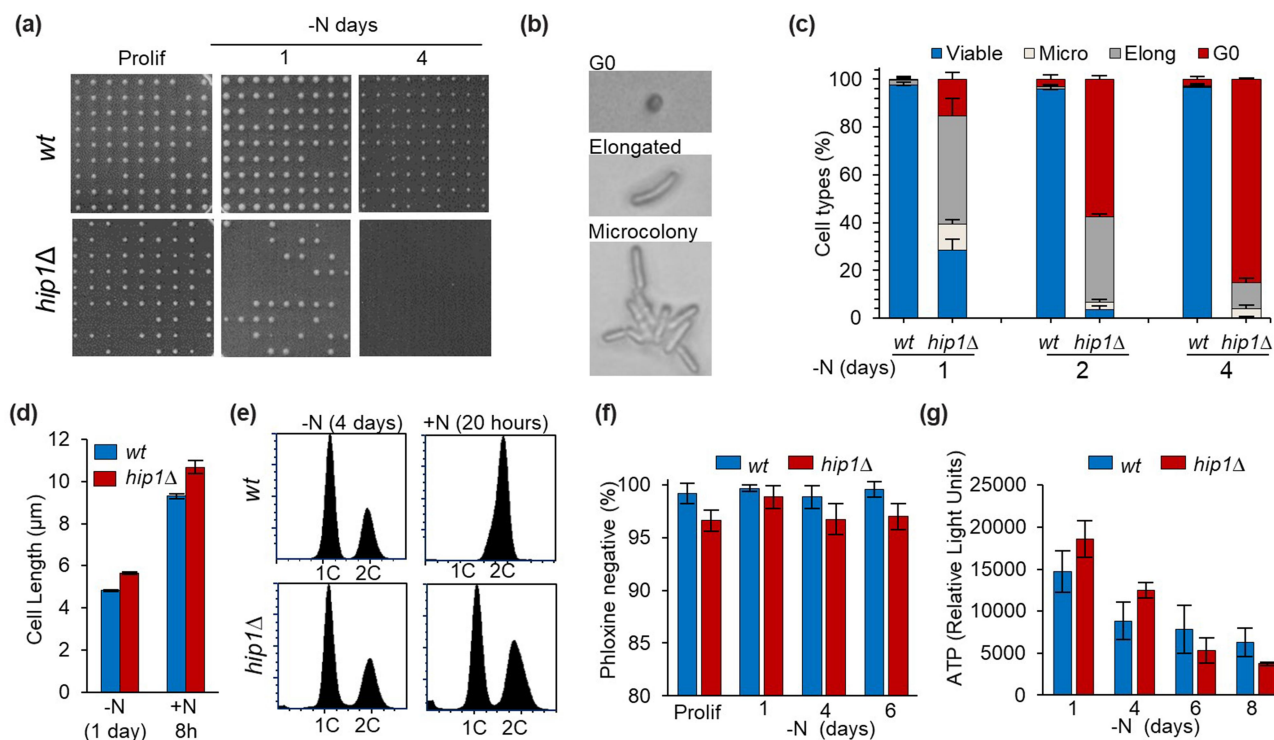 (a)
-N days
Prolif 1 4
wt
hip1Δ
(b)
G0
Elongated
Microcolony
(c)
Viable Micro Elong G0
Cell types (%)
100
80
60
40
20
0
wt hip1Δ wt hip1Δ wt hip1Δ
-N (days) 1 2 4
(d)
wt
hip1Δ
Cell Length (µm)
12
10
8
6
4
2
0
-N +N
(1 day) 8h
(e)
-N (4 days) +N (20 hours)
wt
1C 2C 1C 2C
hip1Δ
1C 2C 1C 2C
(f)
wt hip1Δ
Phloxine negative (%)
100
95
90
85
80
Prolif 1 4 6
-N (days)
(g)
wt hip1Δ
ATP (Relative Light Units)
25000
20000
15000
10000
5000
0
1 4 6 8
-N (days)